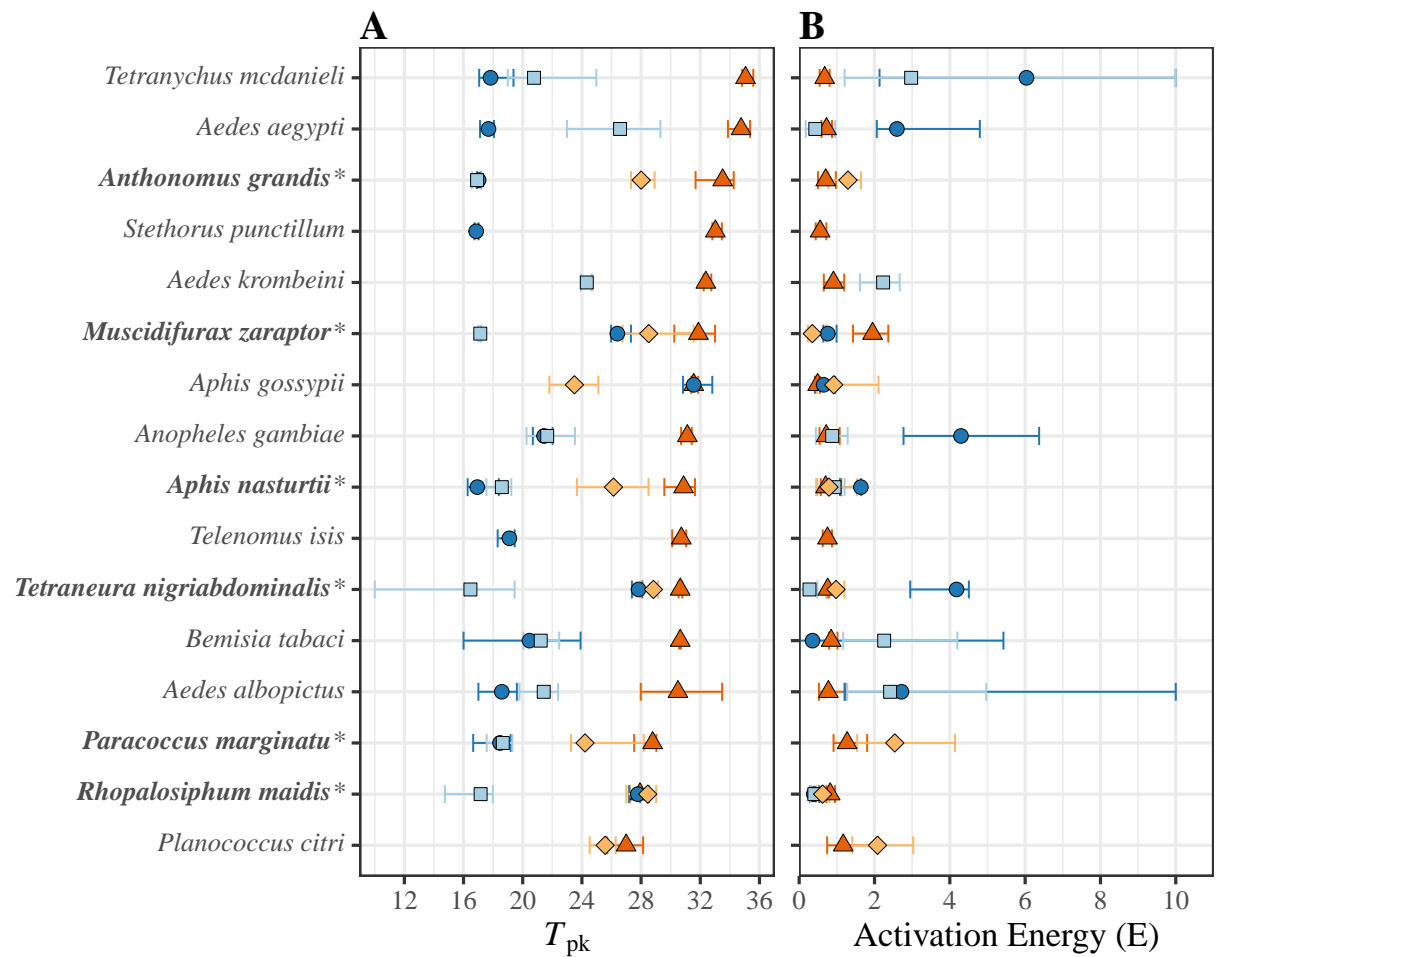 A B
Tetranychus mcdanieli
Aedes aegypti
Anthonomus grandis*
Stethorus punctillum
Aedes krombeini
Muscidifurax zaraptor*
Aphis gossypii
Anopheles gambiae
Aphis nasturtii*
Telenomus isis
Tetraneura nigriabdominalis*
Bemisia tabaci
Aedes albopictus
Paracoccus marginatu*
Rhopalosiphum maidis*
Planococcus citri
12 16 20 24 28 32 36 0 2 4 6 8 10
Tpk Activation Energy (E)